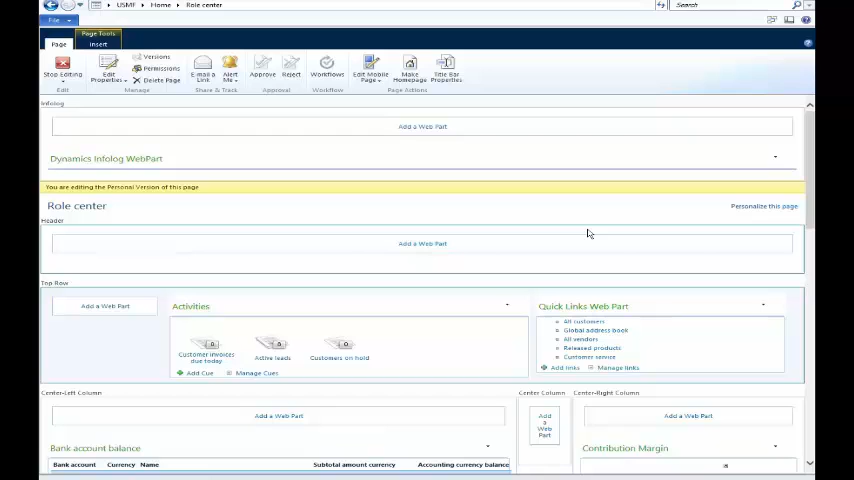 USMF ▸ Home ▸ Role center
Search
File
Page Tools
Page
Insert
Stop Editing
Edit Properties
Versions
Permissions
Delete Page
E-mail a Link
Alert Me
Approve
Reject
Workflows
Edit Mobile Page
Make Homepage
Title Bar Properties
Edit
Manage
Share & Track
Approval
Workflow
Page Actions
Infolog
Add a Web Part
Dynamics Infolog WebPart
You are editing the Personal Version of this page
Role center
Personalize this page
Header
Add a Web Part
Top Row
Add a Web Part
Activities
0
0
0
Customer invoices
due today
Active leads
Customers on hold
Add Cue
Manage Cues
Quick Links Web Part
All customers
Global address book
All vendors
Released products
Customer service
Add links
Manage links
Center-Left Column
Center Column
Center-Right Column
Add a Web Part
Add
a
Web
Part
Add a Web Part
Bank account balance
Contribution Margin
Bank account Currency Name Subtotal amount currency Accounting currency balance